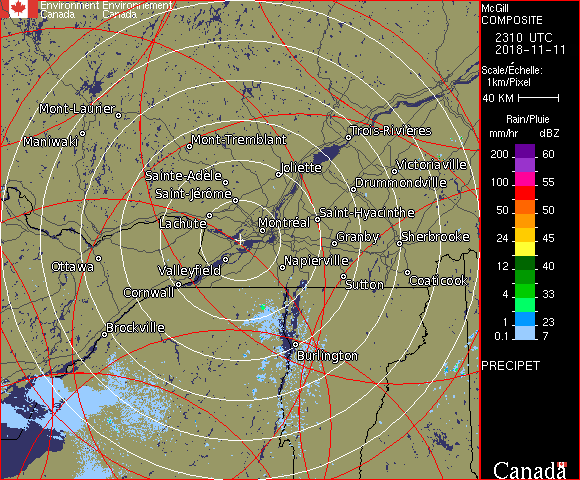 Environment Environnement
Canada Canada
McGill
COMPOSITE
2310 UTC
2018-11-11
Scale/Échelle:
1km/Pixel
40 KM
Rain/Pluie
mm/hr dBZ
200 60
150 57
100 55
50 50
24 45
12 40
4 33
1 23
0.1 7
PRECIPET
Canada
Mont-Laurier
Maniwaki
Mont-Tremblant
Trois-Rivières
Joliette
Victoriaville
Sainte-Adèle
Drummondville
Saint-Jérôme
Lachute
Saint-Hyacinthe
Montréal
Granby
Sherbrooke
Ottawa
Valleyfield
Napierville
Cornwall
Sutton
Coaticook
Brockville
Burlington